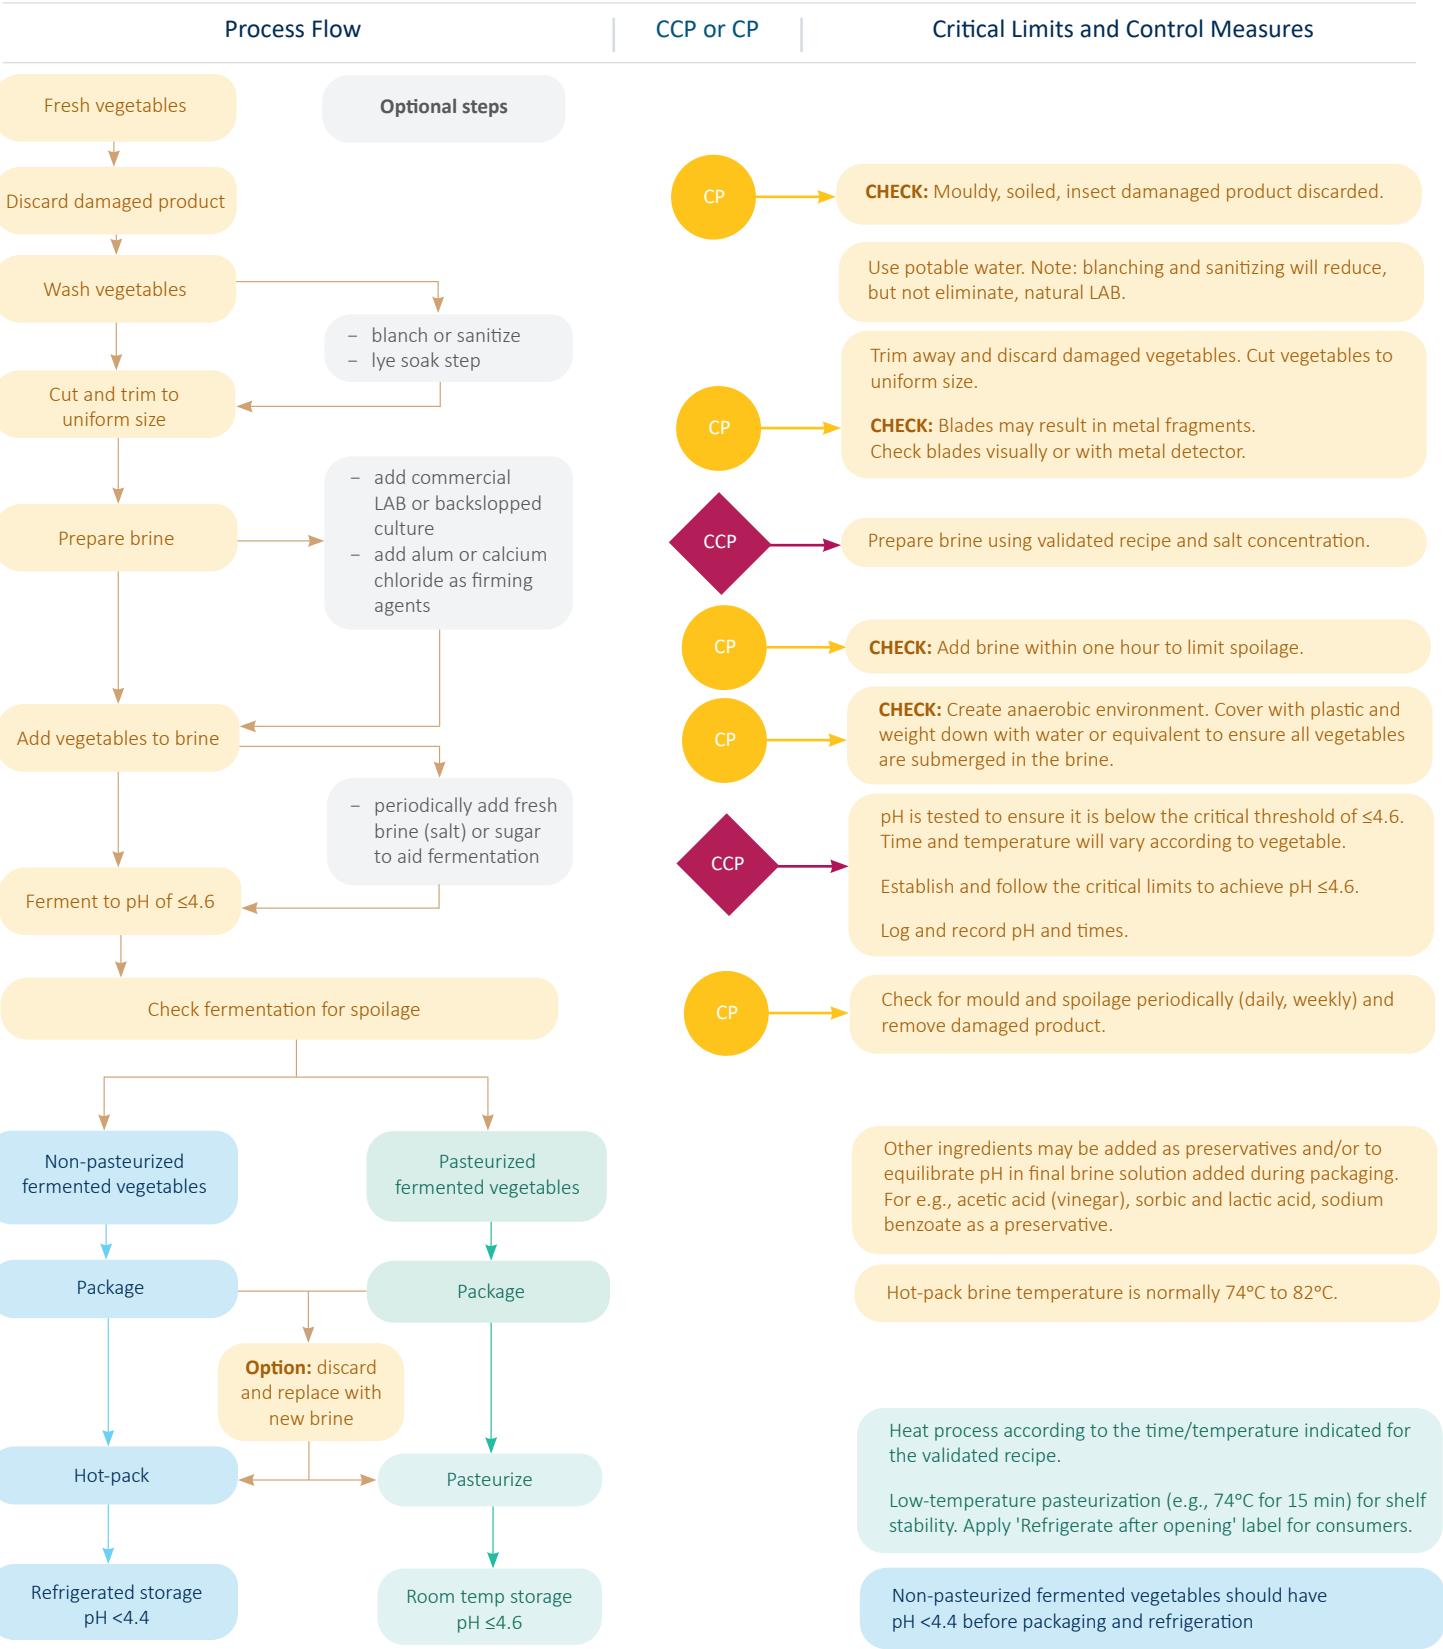 Process Flow
CCP or CP
Critical Limits and Control Measures
Fresh vegetables
Optional steps
Discard damaged product
CP
CHECK: Mouldy, soiled, insect damanaged product discarded.
Wash vegetables
Use potable water. Note: blanching and sanitizing will reduce,
but not eliminate, natural LAB.
– blanch or sanitize
– lye soak step
Cut and trim to
uniform size
CP
Trim away and discard damaged vegetables. Cut vegetables to
uniform size.
CHECK: Blades may result in metal fragments.
Check blades visually or with metal detector.
Prepare brine
– add commercial
LAB or backslopped
culture
– add alum or calcium
chloride as firming
agents
CCP
Prepare brine using validated recipe and salt concentration.
CP
CHECK: Add brine within one hour to limit spoilage.
Add vegetables to brine
CP
CHECK: Create anaerobic environment. Cover with plastic and
weight down with water or equivalent to ensure all vegetables
are submerged in the brine.
– periodically add fresh
brine (salt) or sugar
to aid fermentation
Ferment to pH of ≤4.6
CCP
pH is tested to ensure it is below the critical threshold of ≤4.6.
Time and temperature will vary according to vegetable.
Establish and follow the critical limits to achieve pH ≤4.6.
Log and record pH and times.
Check fermentation for spoilage
CP
Check for mould and spoilage periodically (daily, weekly) and
remove damaged product.
Non-pasteurized
fermented vegetables
Pasteurized
fermented vegetables
Other ingredients may be added as preservatives and/or to
equilibrate pH in final brine solution added during packaging.
For e.g., acetic acid (vinegar), sorbic and lactic acid, sodium
benzoate as a preservative.
Package
Package
Hot-pack brine temperature is normally 74°C to 82°C.
Option: discard
and replace with
new brine
Hot-pack
Pasteurize
Heat process according to the time/temperature indicated for
the validated recipe.
Low-temperature pasteurization (e.g., 74°C for 15 min) for shelf
stability. Apply 'Refrigerate after opening' label for consumers.
Refrigerated storage
pH <4.4
Room temp storage
pH ≤4.6
Non-pasteurized fermented vegetables should have
pH <4.4 before packaging and refrigeration